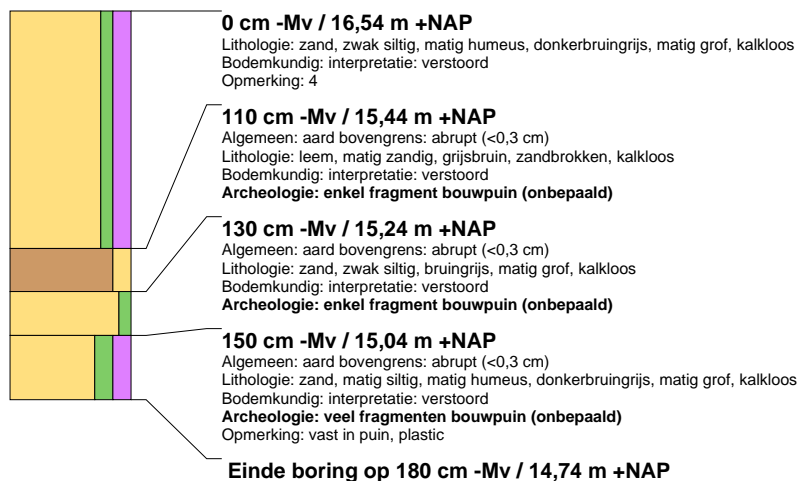 0 cm -Mv / 16,54 m +NAP
Lithologie: zand, zwak siltig, matig humeus, donkerbruingrijs, matig grof, kalkloos
Bodemkundig: interpretatie: verstoord
Opmerking: 4
110 cm -Mv / 15,44 m +NAP
Algemeen: aard bovengrens: abrupt (<0,3 cm)
Lithologie: leem, matig zandig, grijsbruin, zandbrokken, kalkloos
Bodemkundig: interpretatie: verstoord
Archeologie: enkel fragment bouwpuin (onbepaald)
130 cm -Mv / 15,24 m +NAP
Algemeen: aard bovengrens: abrupt (<0,3 cm)
Lithologie: zand, zwak siltig, bruingrijs, matig grof, kalkloos
Bodemkundig: interpretatie: verstoord
Archeologie: enkel fragment bouwpuin (onbepaald)
150 cm -Mv / 15,04 m +NAP
Algemeen: aard bovengrens: abrupt (<0,3 cm)
Lithologie: zand, matig siltig, matig humeus, donkerbruingrijs, matig grof, kalkloos
Bodemkundig: interpretatie: verstoord
Archeologie: veel fragmenten bouwpuin (onbepaald)
Opmerking: vast in puin, plastic
Einde boring op 180 cm -Mv / 14,74 m +NAP